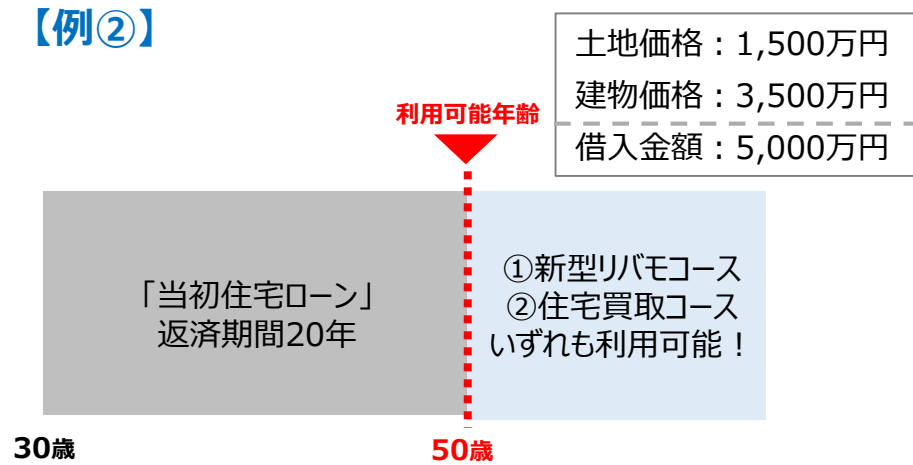 【例②】
土地価格：1,500万円
建物価格：3,500万円
借入金額：5,000万円
利用可能年齢
「当初住宅ローン」
返済期間20年
①新型リバモコース
②住宅買取コース
いずれも利用可能！
30歳
50歳